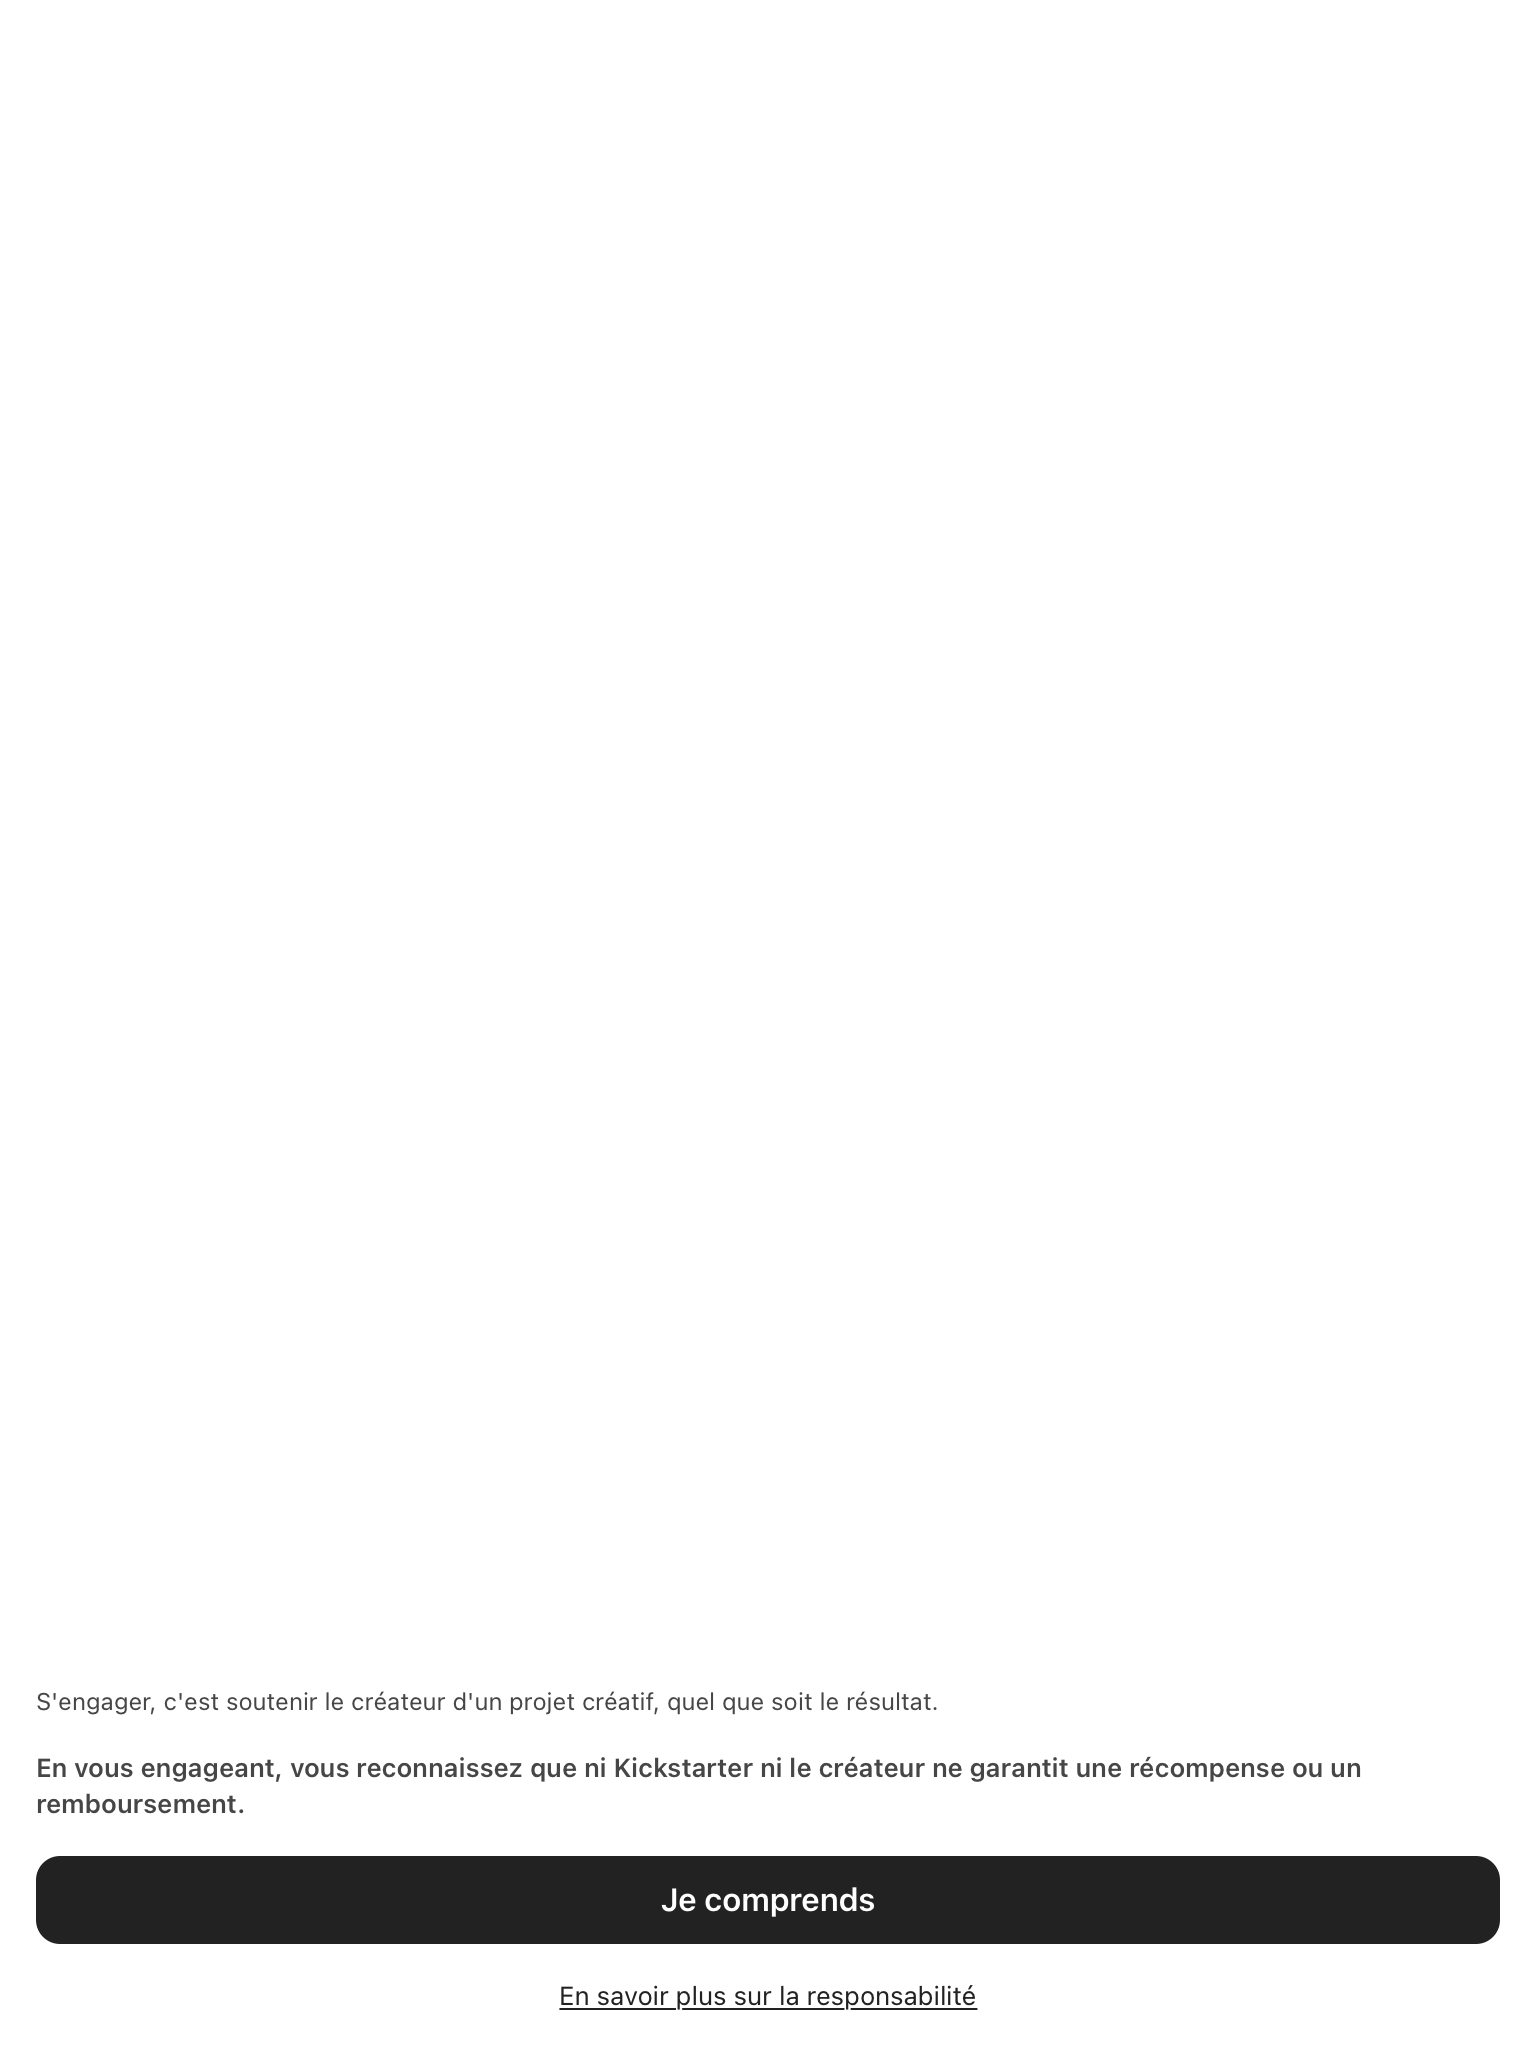 S'engager, c'est soutenir le créateur d'un projet créatif, quel que soit le résultat.
En vous engageant, vous reconnaissez que ni Kickstarter ni le créateur ne garantit une récompense ou un
remboursement.
Je comprends
En savoir plus sur la responsabilité